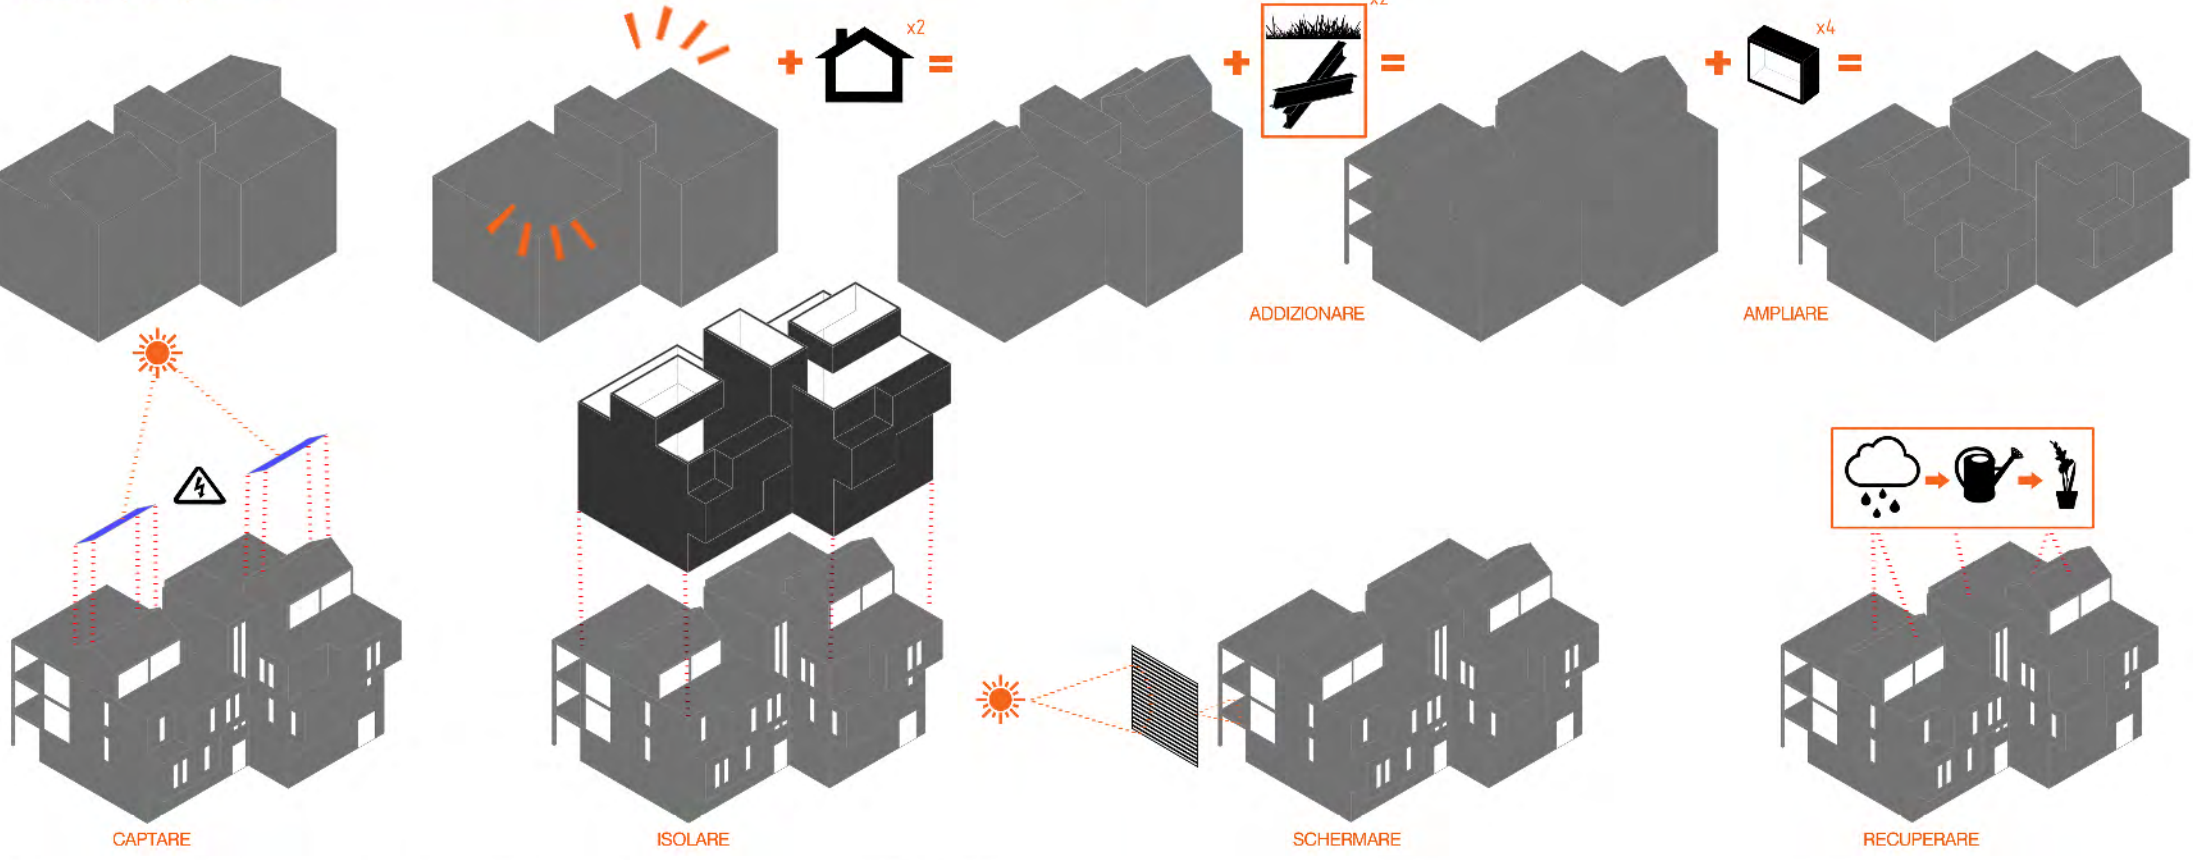 x2
x2
x4
ADDIZIONARE
AMPLIARE
CAPTARE
ISOLARE
SCHERMARE
RECUPERARE